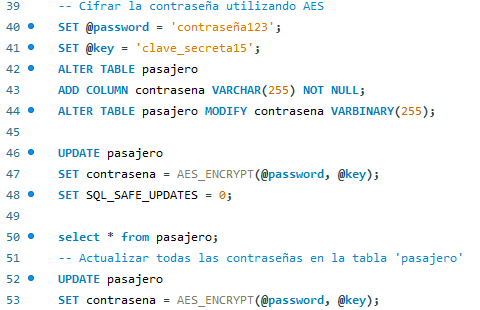 39 -- Cifrar la contraseña utilizando AES
40 SET @password = 'contraseña123';
41 SET @key = 'clave_secreta15';
42 ALTER TABLE pasajero
43 ADD COLUMN contrasena VARCHAR(255) NOT NULL;
44 ALTER TABLE pasajero MODIFY contrasena VARBINARY(255);
45
46 UPDATE pasajero
47 SET contrasena = AES_ENCRYPT(@password, @key);
48 SET SQL_SAFE_UPDATES = 0;
49
50 select * from pasajero;
51 -- Actualizar todas las contraseñas en la tabla 'pasajero'
52 UPDATE pasajero
53 SET contrasena = AES_ENCRYPT(@password, @key);